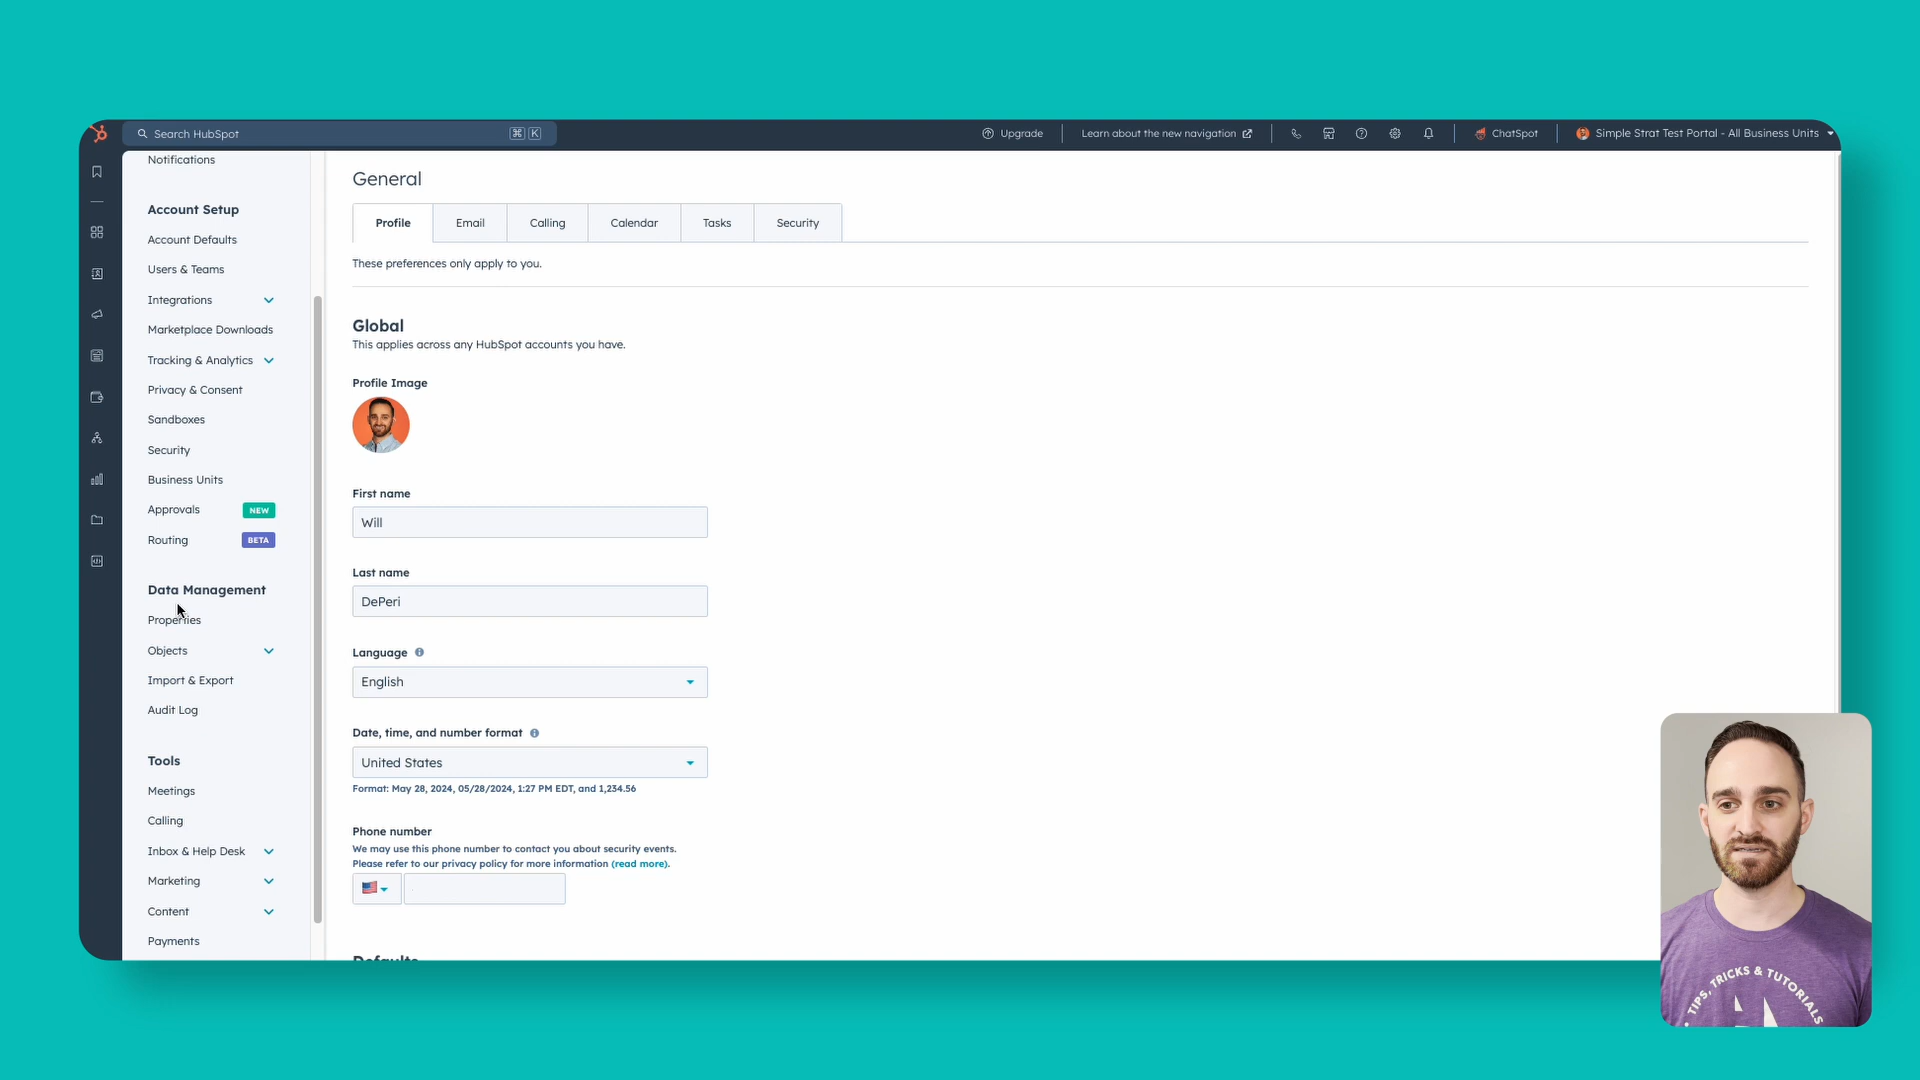 Search HubSpot
⌘ K
Upgrade
Learn about the new navigation
ChatSpot
Simple Strat Test Portal - All Business Units
Notifications
Account Setup
Account Defaults
Users & Teams
Integrations
Marketplace Downloads
Tracking & Analytics
Privacy & Consent
Sandboxes
Security
Business Units
Approvals NEW
Routing BETA
Data Management
Properties
Objects
Import & Export
Audit Log
Tools
Meetings
Calling
Inbox & Help Desk
Marketing
Content
Payments
General
Profile
Email
Calling
Calendar
Tasks
Security
These preferences only apply to you.
Global
This applies across any HubSpot accounts you have.
Profile Image
First name
Will
Last name
DePeri
Language
English
Date, time, and number format
United States
Format: May 28, 2024, 05/28/2024, 1:27 PM EDT, and 1,234.56
Phone number
We may use this phone number to contact you about security events.
Please refer to our privacy policy for more information (read more).
Defaults
TIPS, TRICKS & TUTORIALS